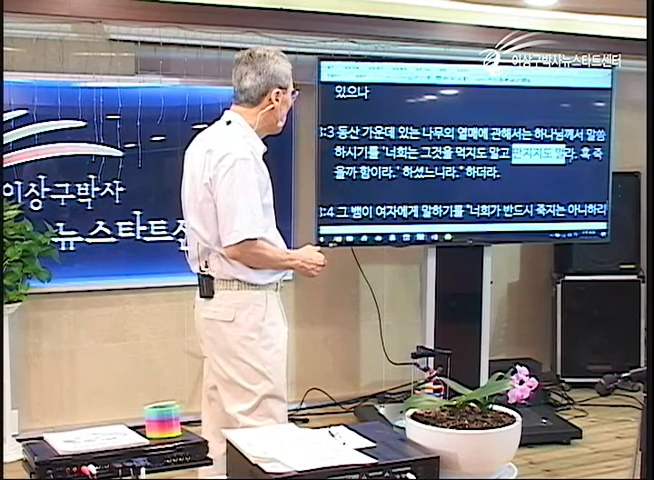 이상구박사뉴스타트센터
있으나
3:3 동산 가운데 있는 나무의 열매에 관해서는 하나님께서 말씀
하시기를 '너희는 그것을 먹지도 말고 만지지도 말라. 혹 죽
을까 함이라.' 하셨느니라." 하더라.
3:4 그 뱀이 여자에게 말하기를 "너희가 반드시 죽지는 아니하리
이상구박사
뉴스타트센